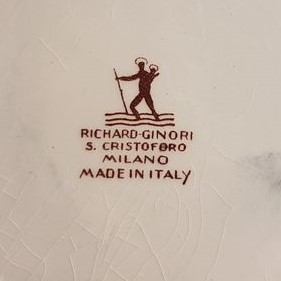 RICHARD-GINORI
S. CRISTOFORO
MILANO
MADE IN ITALY